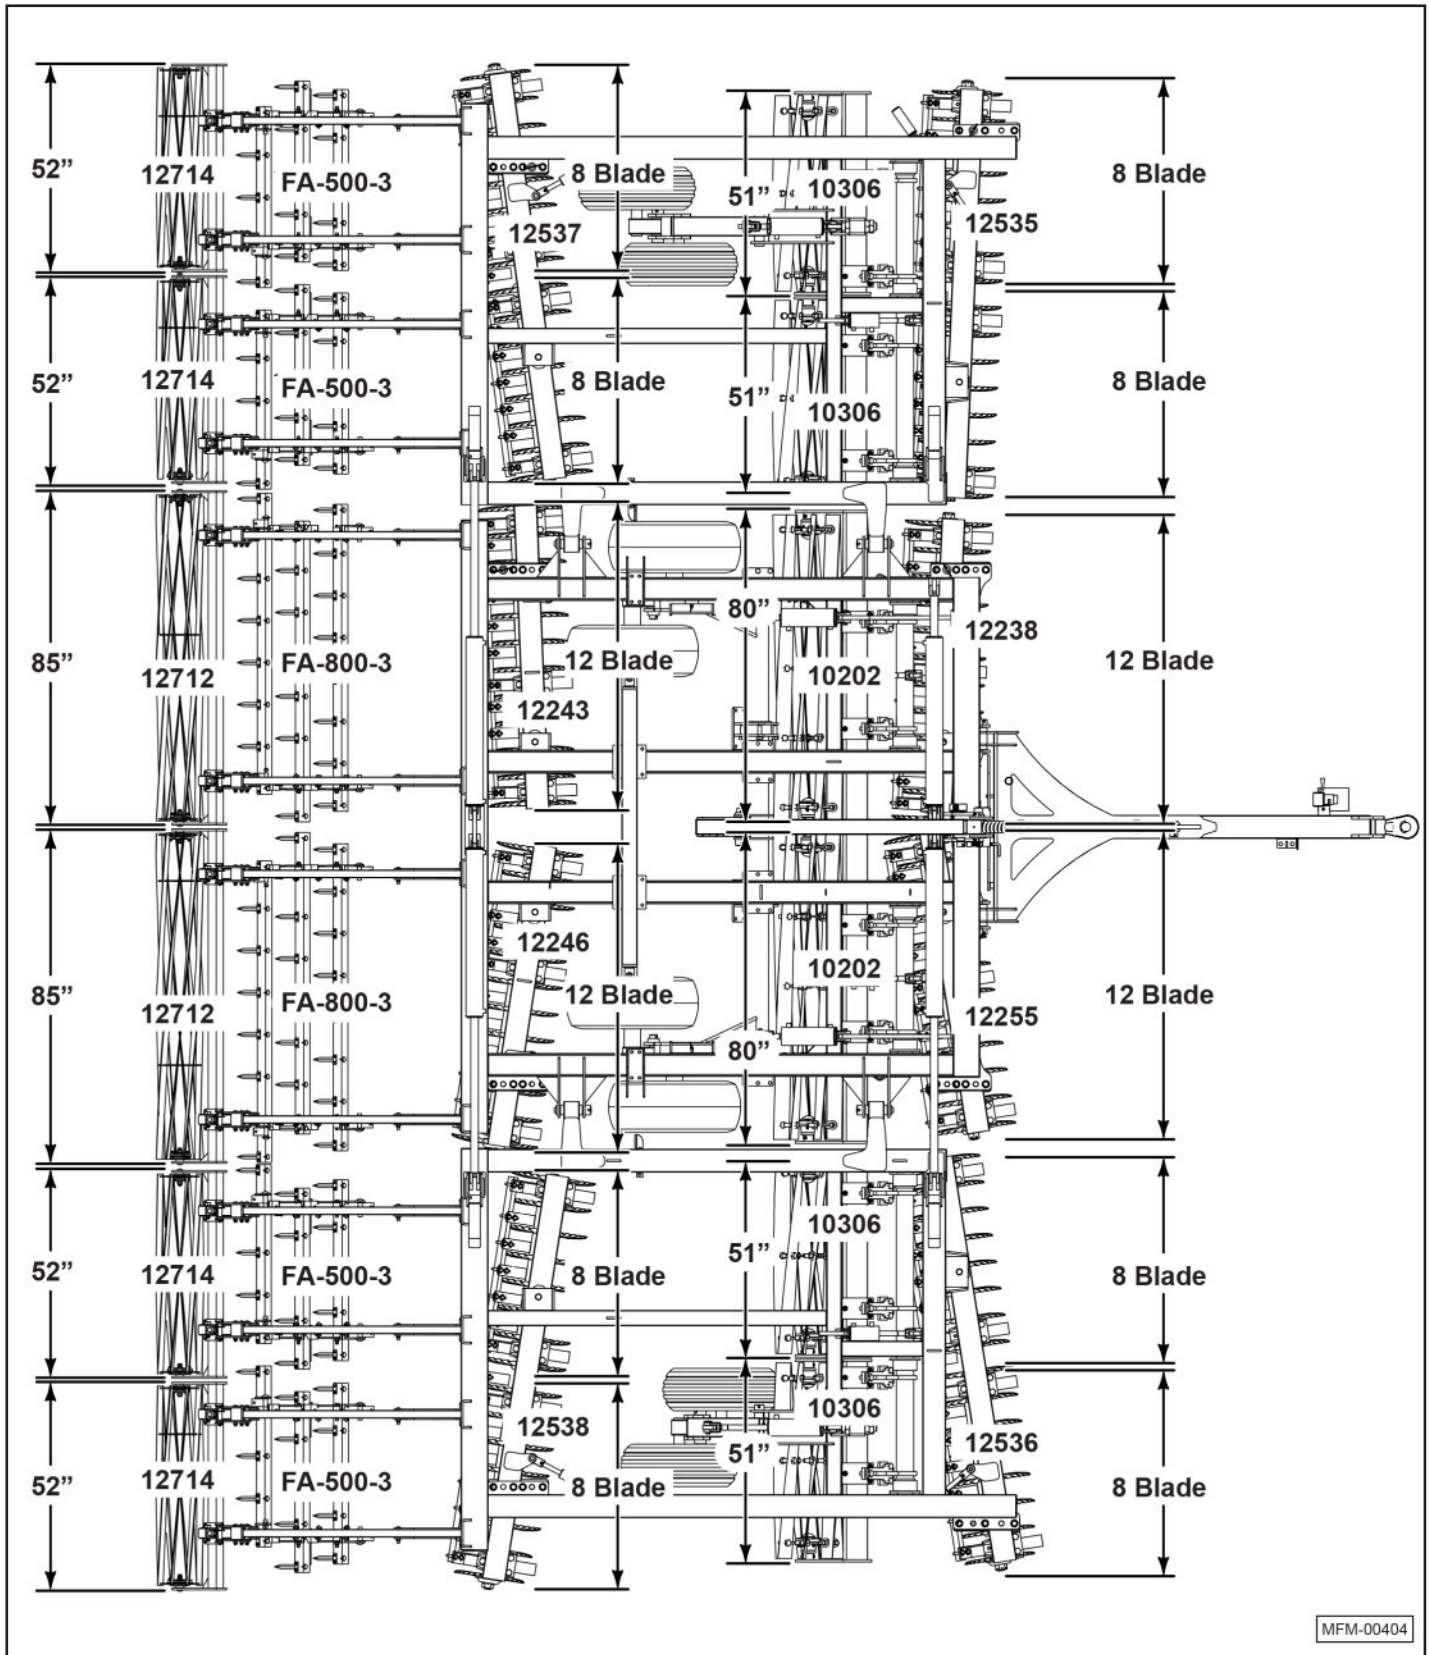 52” 12714 FA-500-3 8 Blade 51” 10306 8 Blade
12537 12535
52” 12714 FA-500-3 8 Blade 51” 10306 8 Blade
80” 12238
85” 12712 FA-800-3 12 Blade 10202 12 Blade
12243
12246 10202
85” 12712 FA-800-3 12 Blade 12255 12 Blade
80”
51” 10306
52” 12714 FA-500-3 8 Blade 8 Blade
12538 10306 12536
52” 12714 FA-500-3 8 Blade 51” 8 Blade
MFM-00404